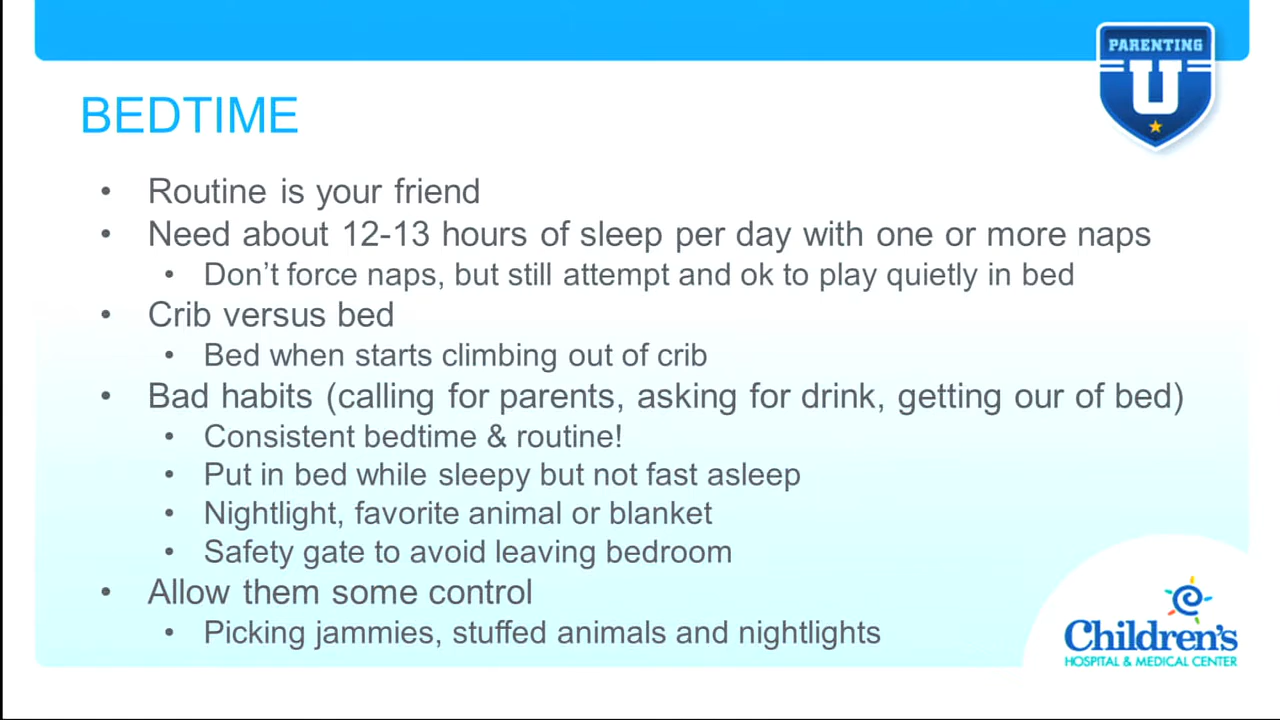 PARENTING
U
BEDTIME
• Routine is your friend
• Need about 12-13 hours of sleep per day with one or more naps
• Don’t force naps, but still attempt and ok to play quietly in bed
• Crib versus bed
• Bed when starts climbing out of crib
• Bad habits (calling for parents, asking for drink, getting our of bed)
• Consistent bedtime & routine!
• Put in bed while sleepy but not fast asleep
• Nightlight, favorite animal or blanket
• Safety gate to avoid leaving bedroom
• Allow them some control
• Picking jammies, stuffed animals and nightlights
Children's
HOSPITAL & MEDICAL CENTER